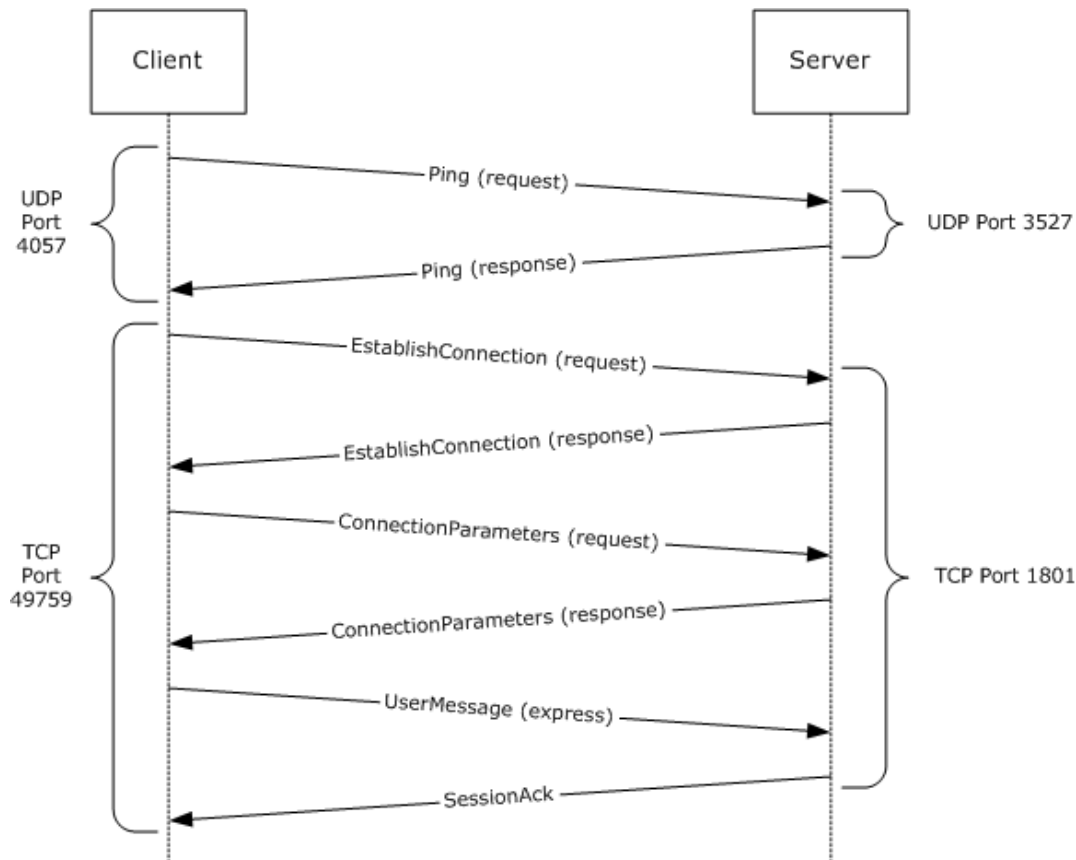 Client
Server
Ping (request)
UDP
Port
4057
UDP Port 3527
Ping (response)
EstablishConnection (request)
EstablishConnection (response)
ConnectionParameters (request)
TCP
Port
49759
TCP Port 1801
ConnectionParameters (response)
UserMessage (express)
SessionAck